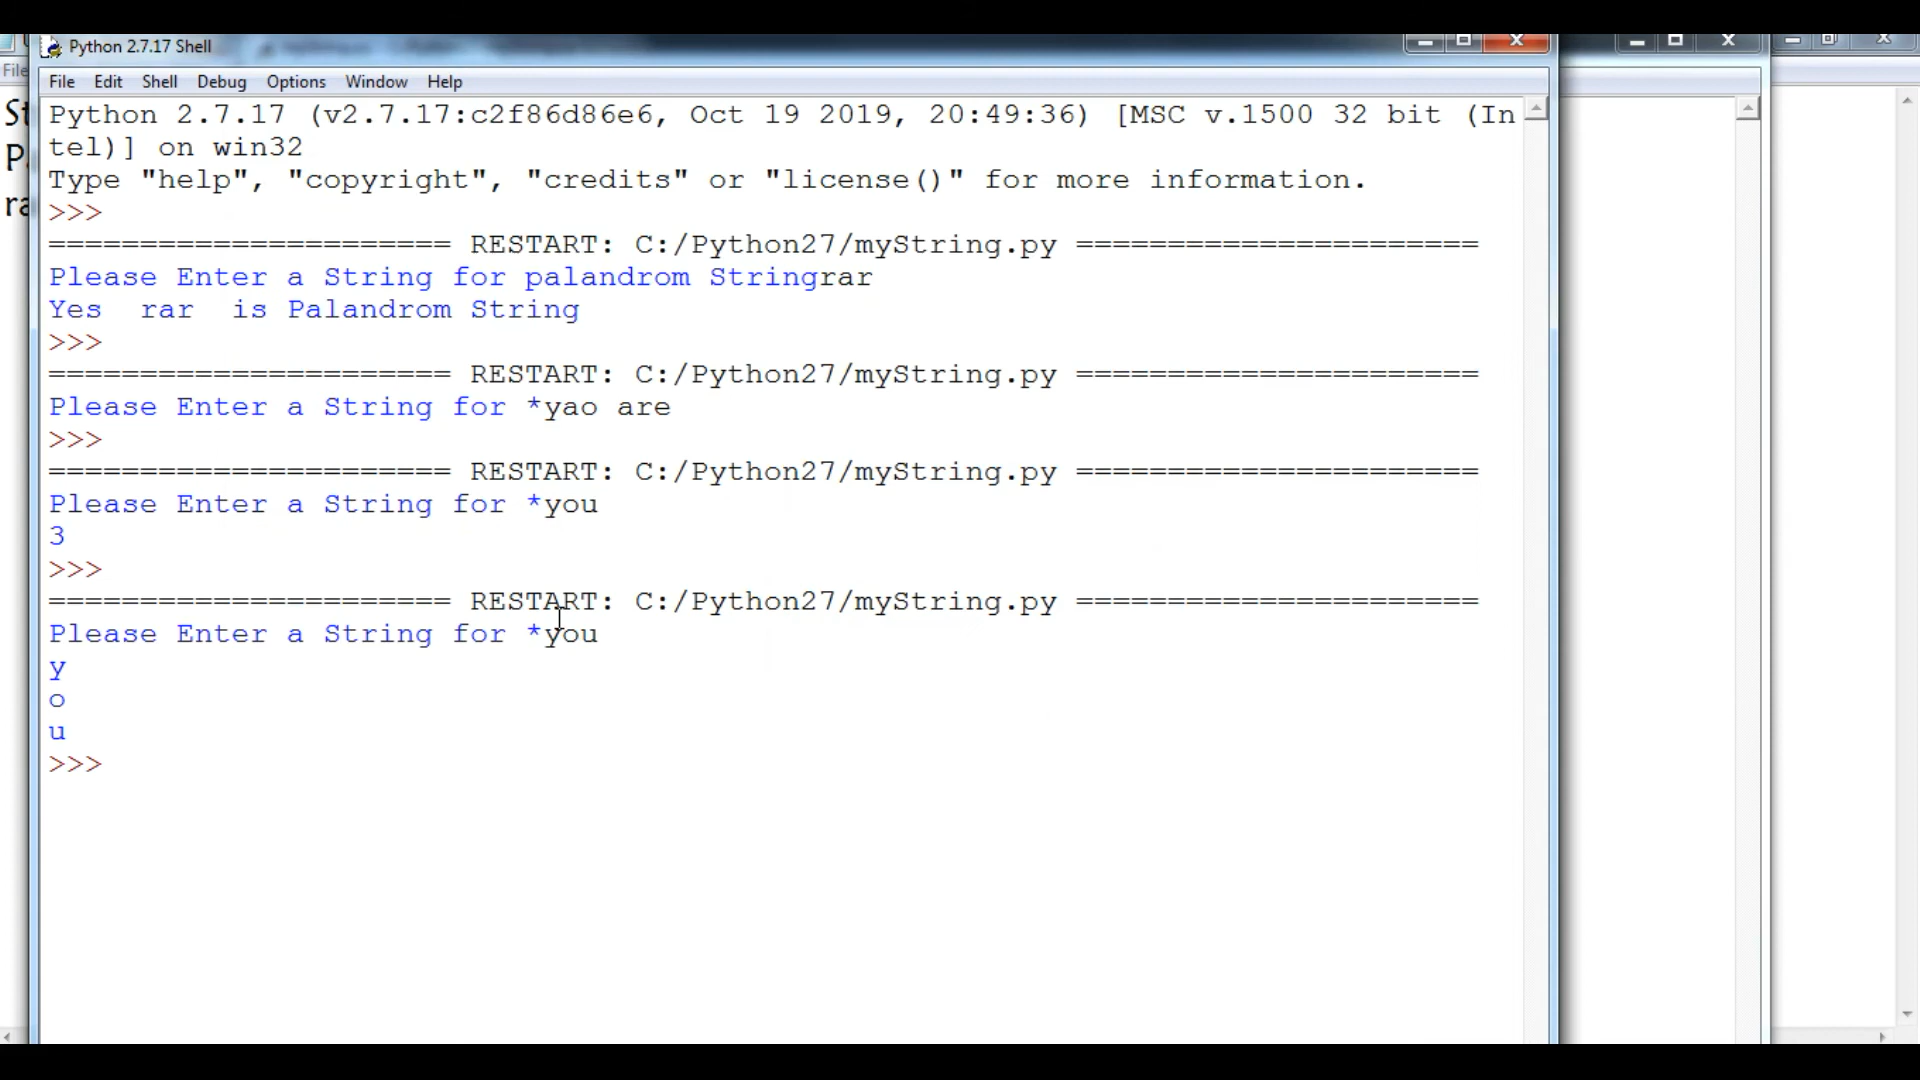 Python 2.7.17 Shell
File Edit Shell Debug Options Window Help
Python 2.7.17 (v2.7.17:c2f86d86e6, Oct 19 2019, 20:49:36) [MSC v.1500 32 bit (In
tel)] on win32
Type "help", "copyright", "credits" or "license()" for more information.
>>>
====================== RESTART: C:/Python27/myString.py ======================
Please Enter a String for palandrom Stringrar
Yes  rar  is Palandrom String
>>>
====================== RESTART: C:/Python27/myString.py ======================
Please Enter a String for *yao are
>>>
====================== RESTART: C:/Python27/myString.py ======================
Please Enter a String for *you
3
>>>
====================== RESTART: C:/Python27/myString.py ======================
Please Enter a String for *you
y
o
u
>>>